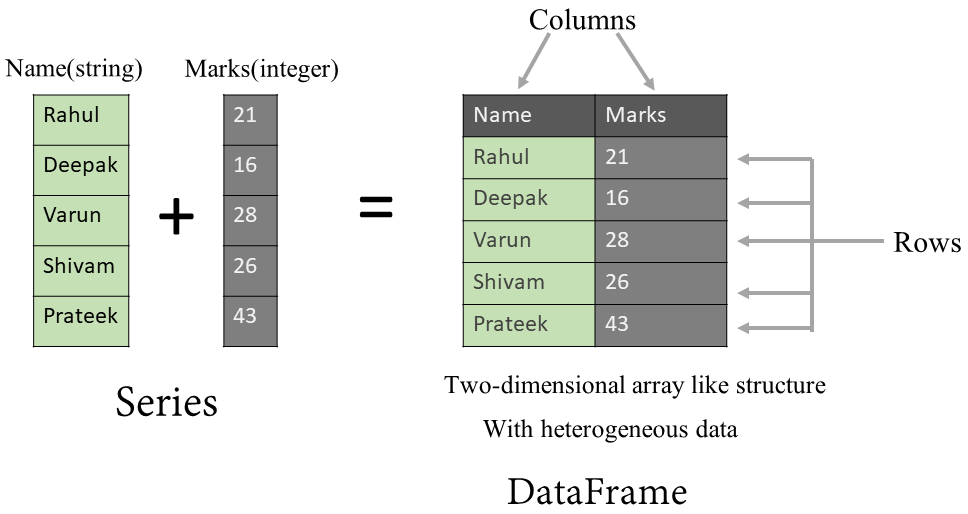 Columns
Name(string) Marks(integer)
Rahul 21
Deepak 16
Varun 28
Shivam 26
Prateek 43
+ =
Name Marks
Rahul 21
Deepak 16
Varun 28
Shivam 26
Prateek 43
Rows
Series
Two-dimensional array like structure
With heterogeneous data
DataFrame